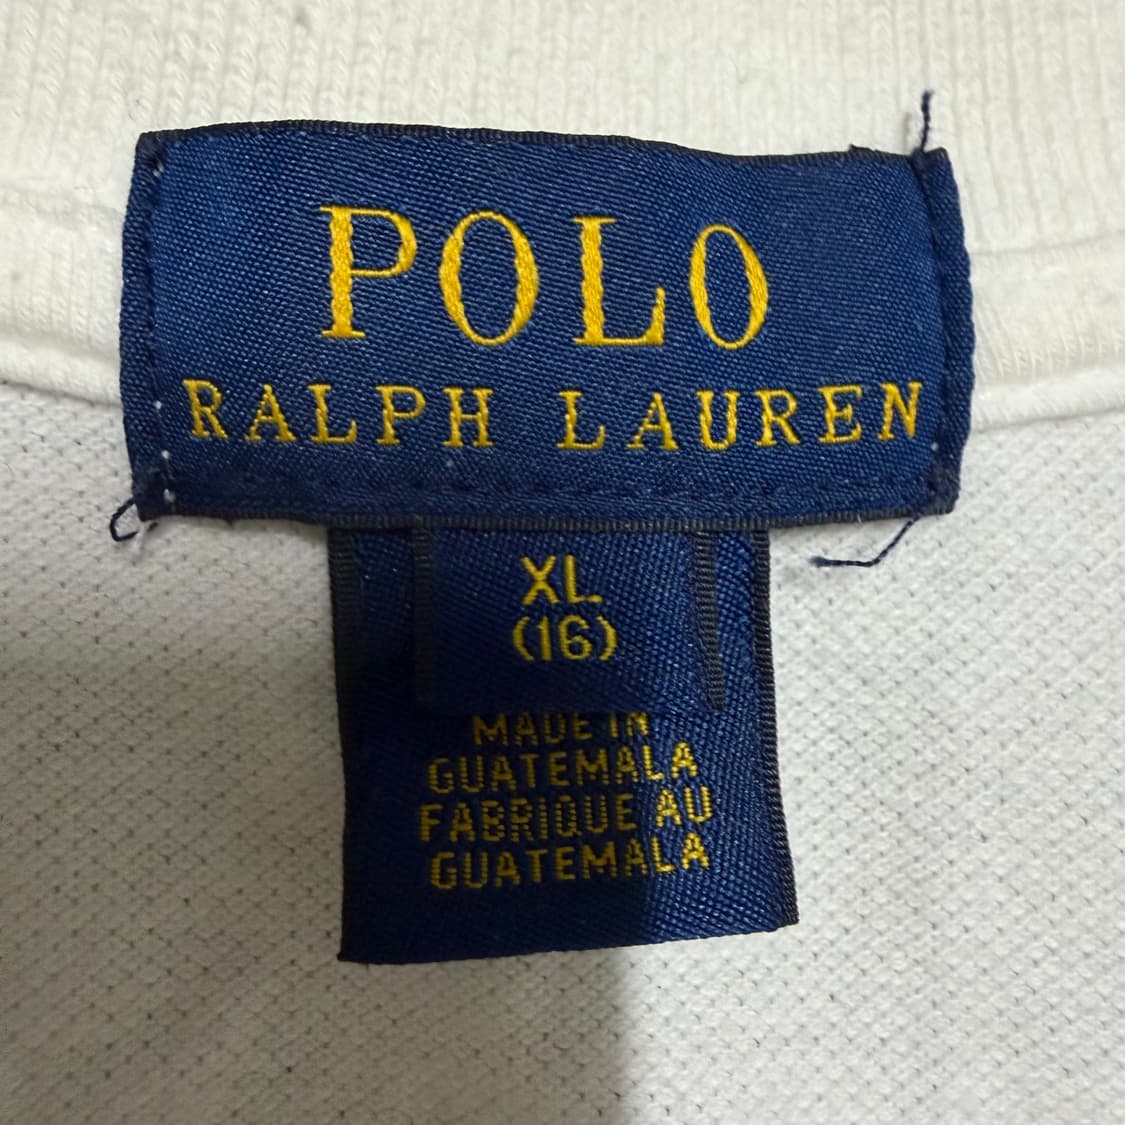 POLO
RALPH LAUREN
XL
(16)
MADE IN
GUATEMALA
FABRIQUE AU
GUATEMALA